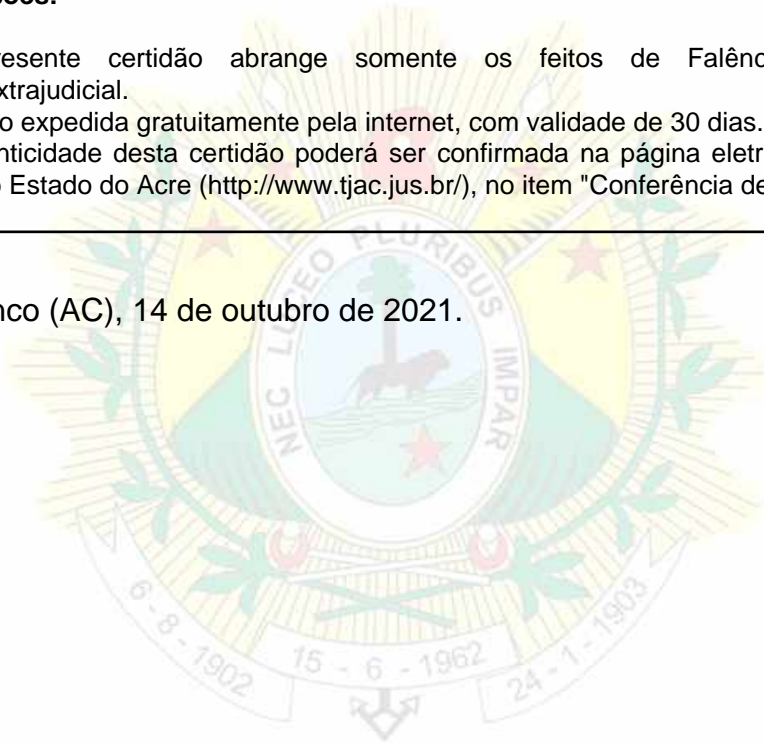 resente certidão abrange somente os feitos de Falênc
xtrajudicial.
o expedida gratuitamente pela internet, com validade de 30 dias.
nticidade desta certidão poderá ser confirmada na página eletr
o Estado do Acre (http://www.tjac.jus.br/), no item "Conferência de
nco (AC), 14 de outubro de 2021.
NEC LUCEO PLURIBUS IMPAR
6 - 8 - 1902
15 - 6 - 1962
24 - 1 - 1903